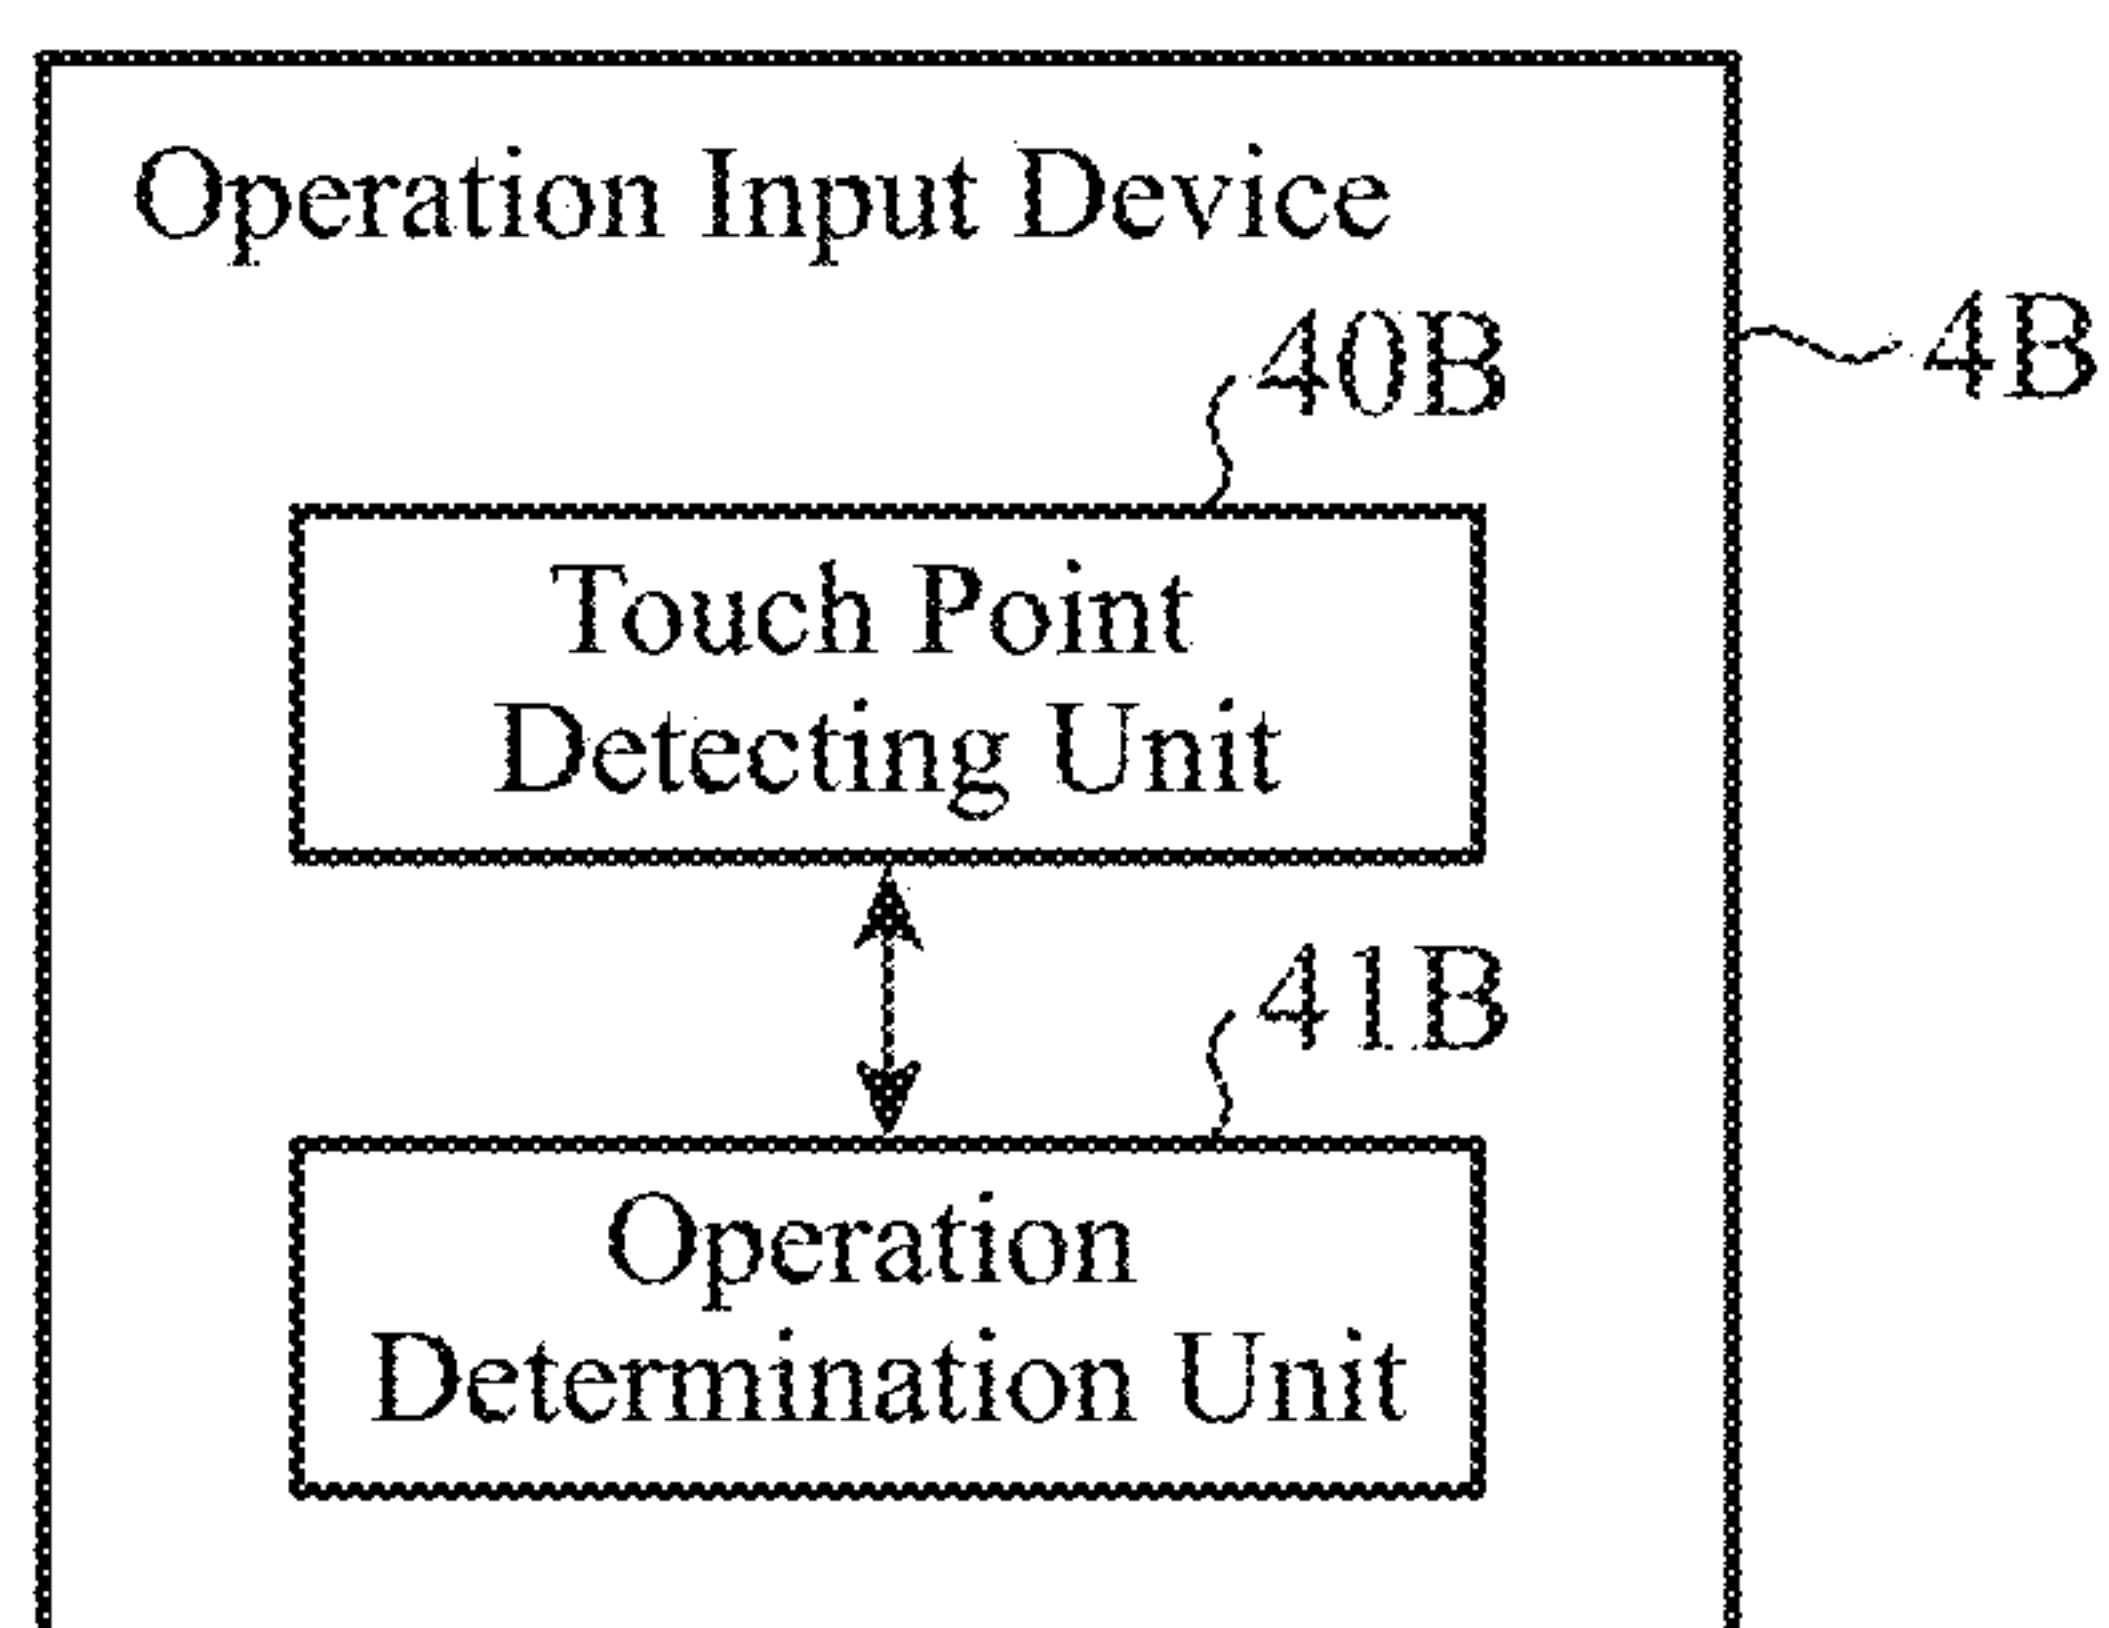 Operation Input Device
40B
4B
Touch Point
Detecting Unit
41B
Operation
Determination Unit